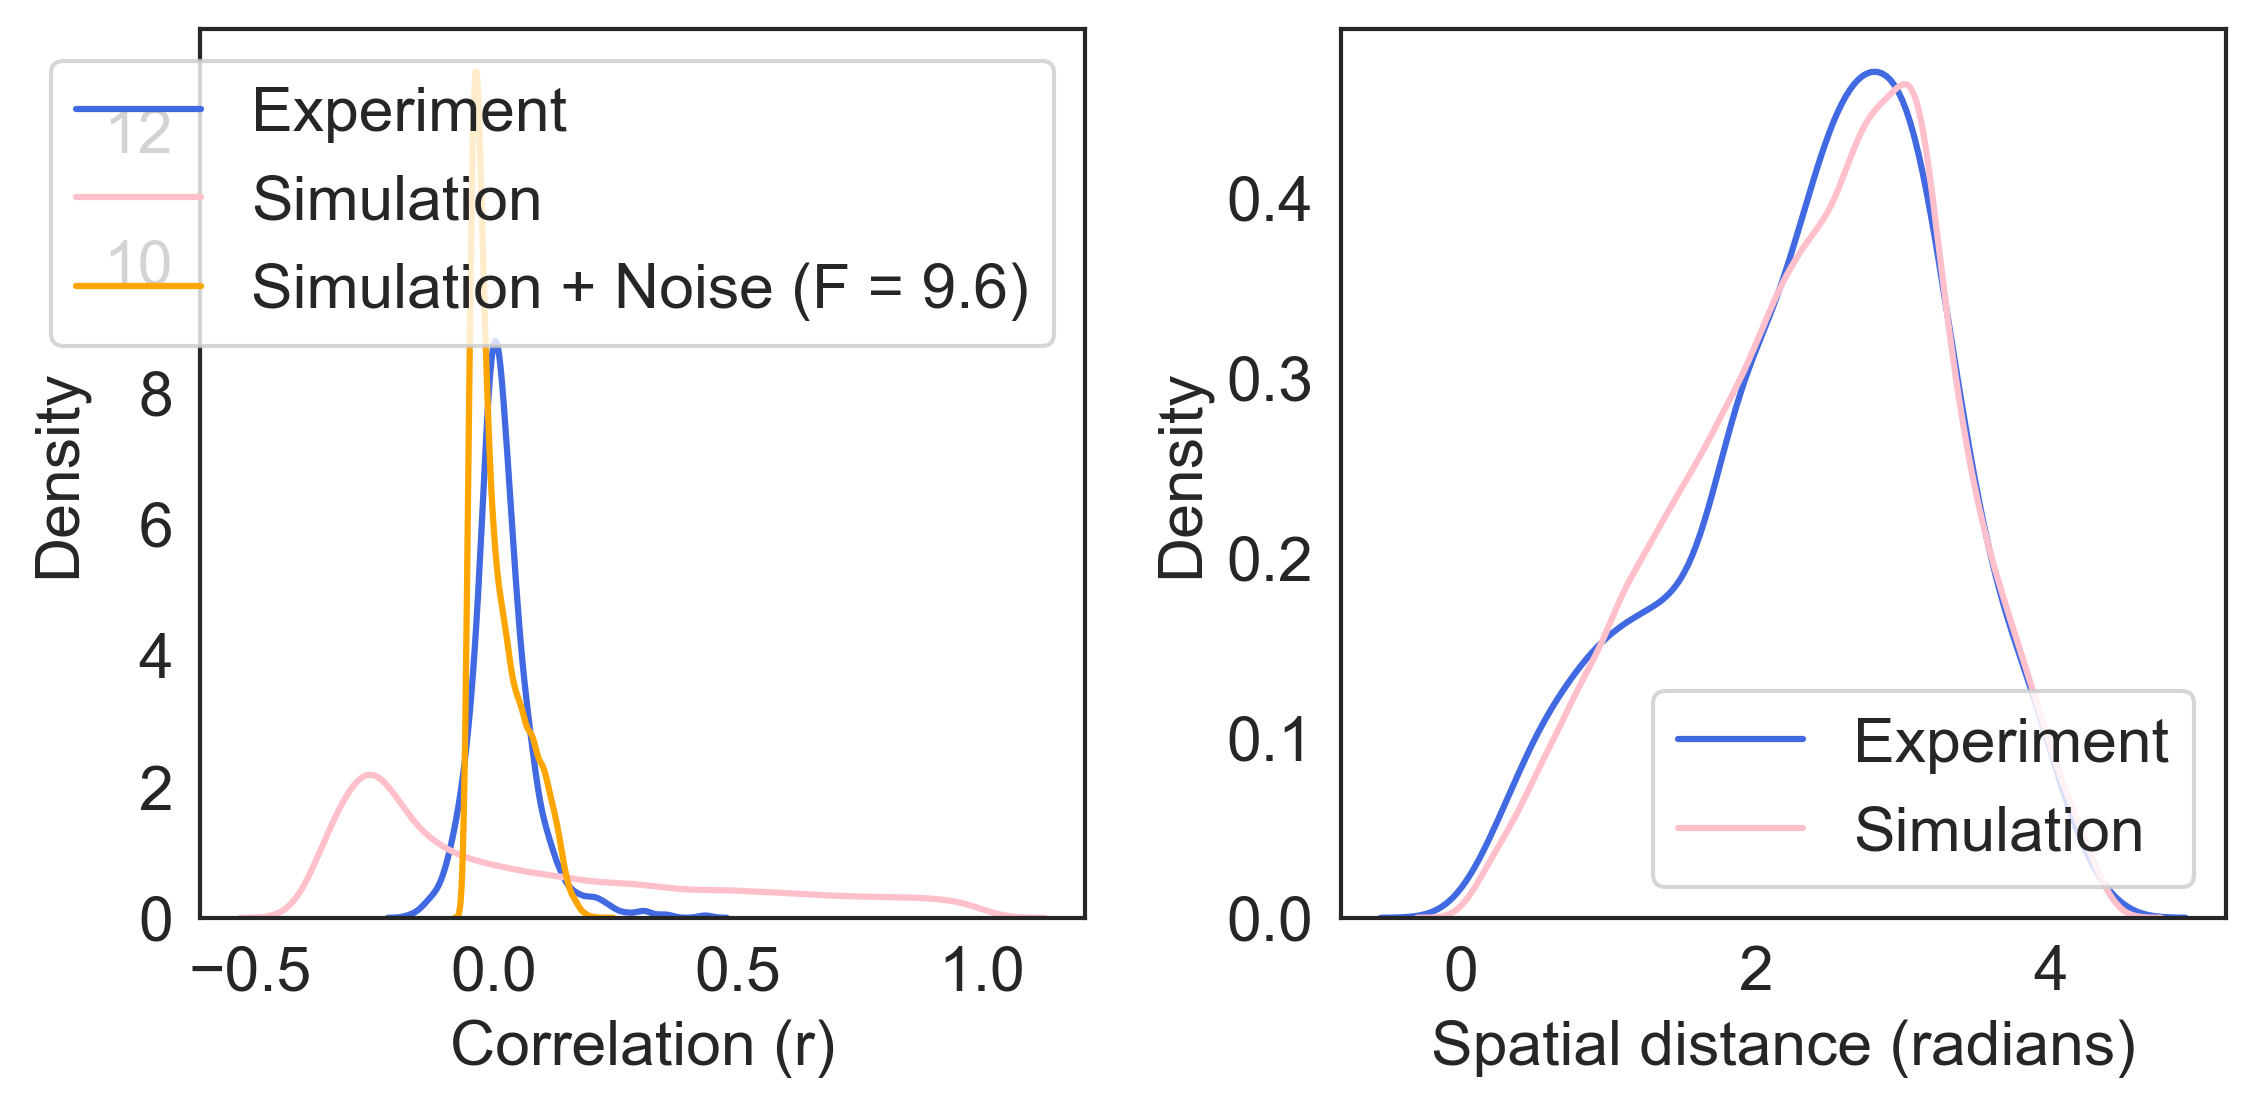 Experiment
Simulation
Simulation + Noise (F = 9.6)
12
10
8
6
4
2
0
Density
−0.5 0.0 0.5 1.0
Correlation (r)
0.4
0.3
0.2
0.1
0.0
Density
Experiment
Simulation
0 2 4
Spatial distance (radians)